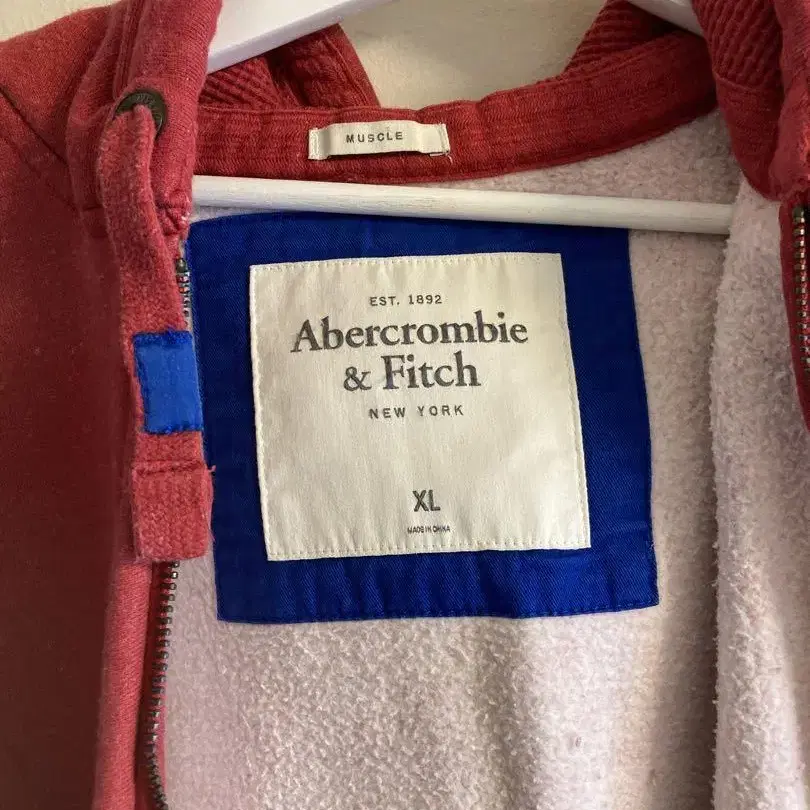 MUSCLE
EST. 1892
Abercrombie
& Fitch
NEW YORK
XL
MADE IN CHINA